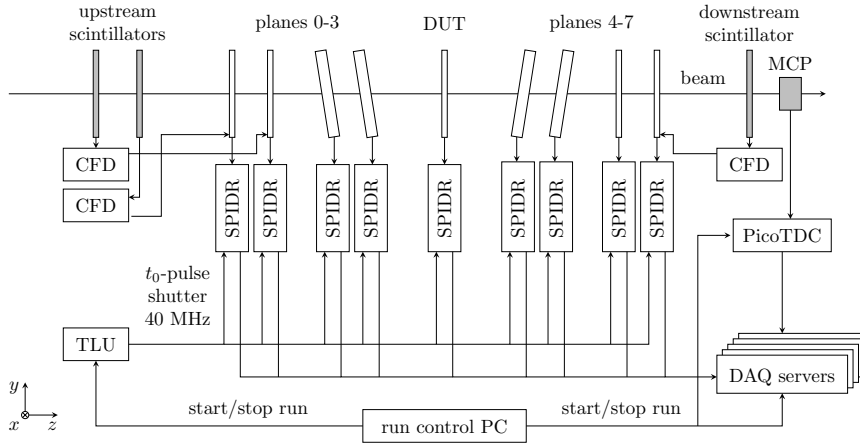 upstream
scintillators
planes 0-3
DUT
planes 4-7
downstream
scintillator
MCP
beam
CFD
CFD
CFD
SPIDR
SPIDR
SPIDR
SPIDR
SPIDR
SPIDR
SPIDR
SPIDR
SPIDR
PicoTDC
t₀-pulse
shutter
40 MHz
TLU
DAQ servers
y
x
z
start/stop run
run control PC
start/stop run